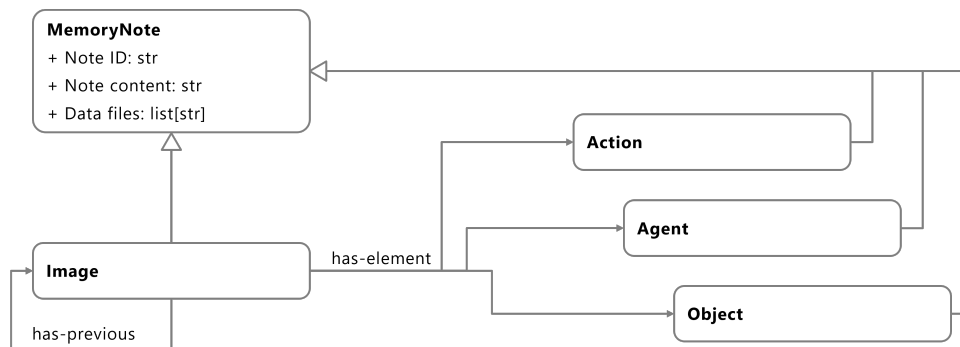 MemoryNote
+ Note ID: str
+ Note content: str
+ Data files: list[str]
Action
Agent
has-element
Image
Object
has-previous